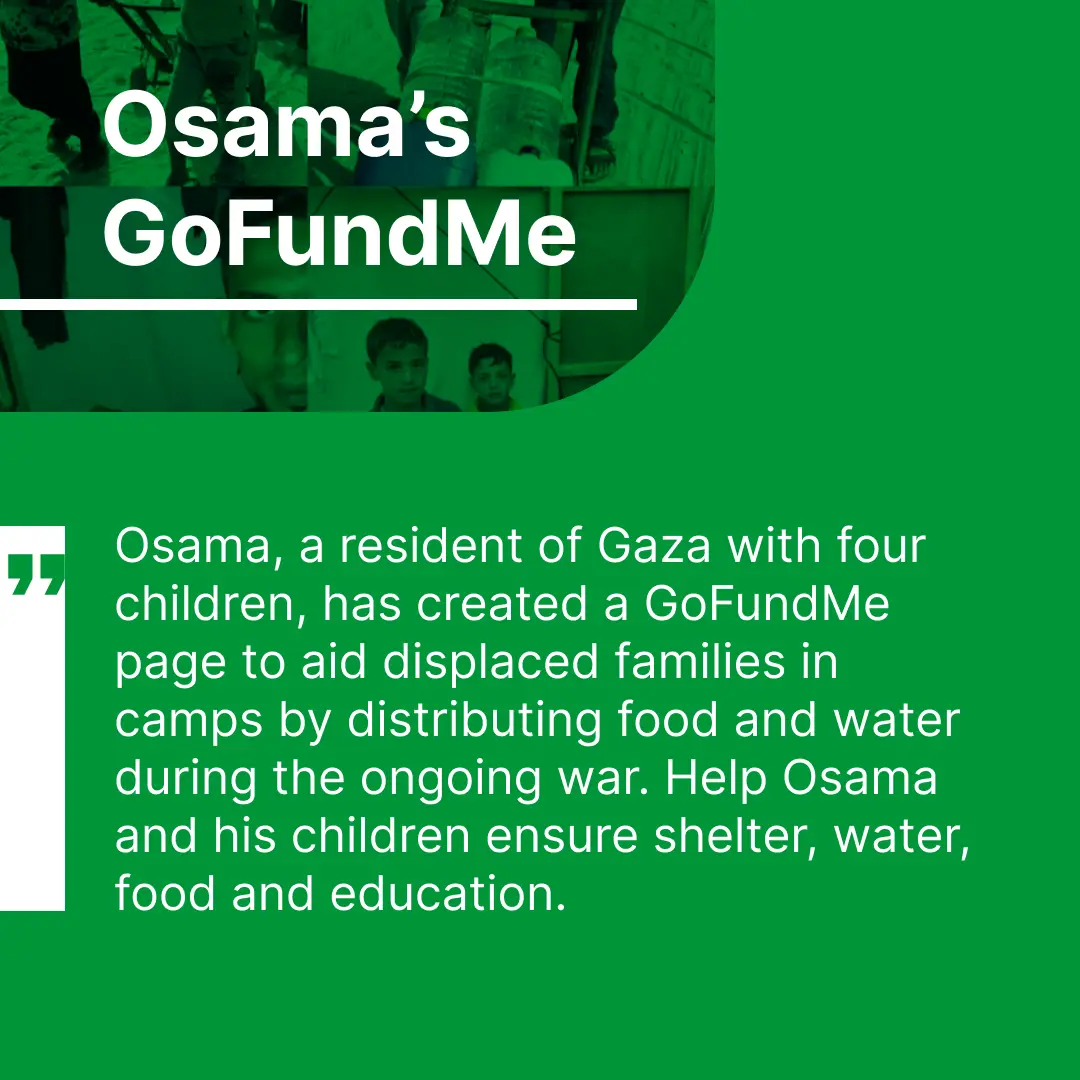 Osama’s
GoFundMe
”
Osama, a resident of Gaza with four
children, has created a GoFundMe
page to aid displaced families in
camps by distributing food and water
during the ongoing war. Help Osama
and his children ensure shelter, water,
food and education.